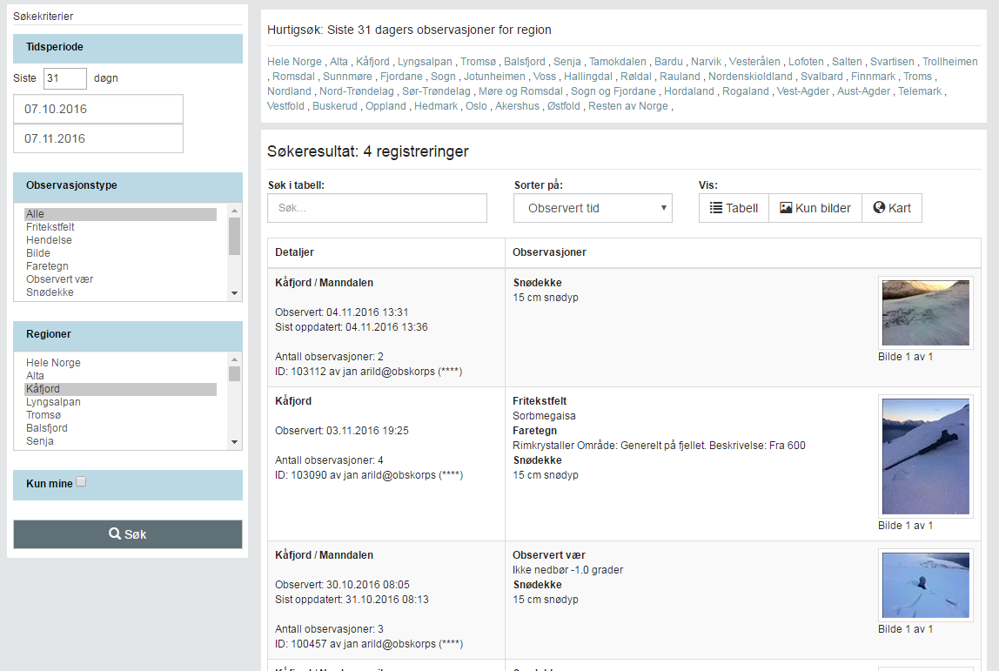 Søkekriterier
Tidsperiode
Siste 31 døgn
07.10.2016
07.11.2016
Observasjonstype
Alle
Fritekstfelt
Hendelse
Bilde
Faretegn
Observert vær
Snødekke
Regioner
Hele Norge
Alta
Kåfjord
Lyngsalpan
Tromsø
Balsfjord
Senja
Kun mine
Søk
Hurtigsøk: Siste 31 dagers observasjoner for region
Hele Norge , Alta , Kåfjord , Lyngsalpan , Tromsø , Balsfjord , Senja , Tamokdalen , Bardu , Narvik , Vesterålen , Lofoten , Salten , Svartisen , Trollheimen
, Romsdal , Sunnmøre , Fjordane , Sogn , Jotunheimen , Voss , Hallingdal , Røldal , Rauland , Nordenskioldland , Svalbard , Finnmark , Troms ,
Nordland , Nord-Trøndelag , Sør-Trøndelag , Møre og Romsdal , Sogn og Fjordane , Hordaland , Rogaland , Vest-Agder , Aust-Agder , Telemark ,
Vestfold , Buskerud , Oppland , Hedmark , Oslo , Akershus , Østfold , Resten av Norge ,
Søkeresultat: 4 registreringer
Søk i tabell:
Søk...
Sorter på:
Observert tid
Vis:
Tabell
Kun bilder
Kart
Detaljer
Observasjoner
Kåfjord / Manndalen
Observert: 04.11.2016 13:31
Sist oppdatert: 04.11.2016 13:36
Antall observasjoner: 2
ID: 103112 av jan arild@obskorps (****)
Snødekke
15 cm snødyp
Bilde 1 av 1
Kåfjord
Observert: 03.11.2016 19:25
Antall observasjoner: 4
ID: 103090 av jan arild@obskorps (****)
Fritekstfelt
Sorbmegaisa
Faretegn
Rimkrystaller Område: Generelt på fjellet. Beskrivelse: Fra 600
Snødekke
15 cm snødyp
Bilde 1 av 1
Kåfjord / Manndalen
Observert: 30.10.2016 08:05
Sist oppdatert: 31.10.2016 08:13
Antall observasjoner: 3
ID: 100457 av jan arild@obskorps (****)
Observert vær
Ikke nedbør -1.0 grader
Snødekke
15 cm snødyp
Bilde 1 av 1